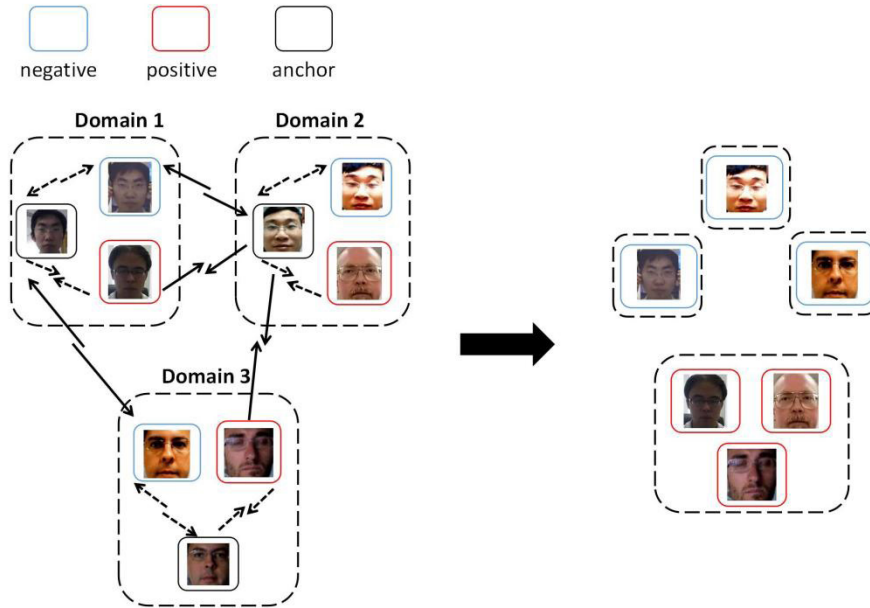 negative
positive
anchor
Domain 1
Domain 2
Domain 3